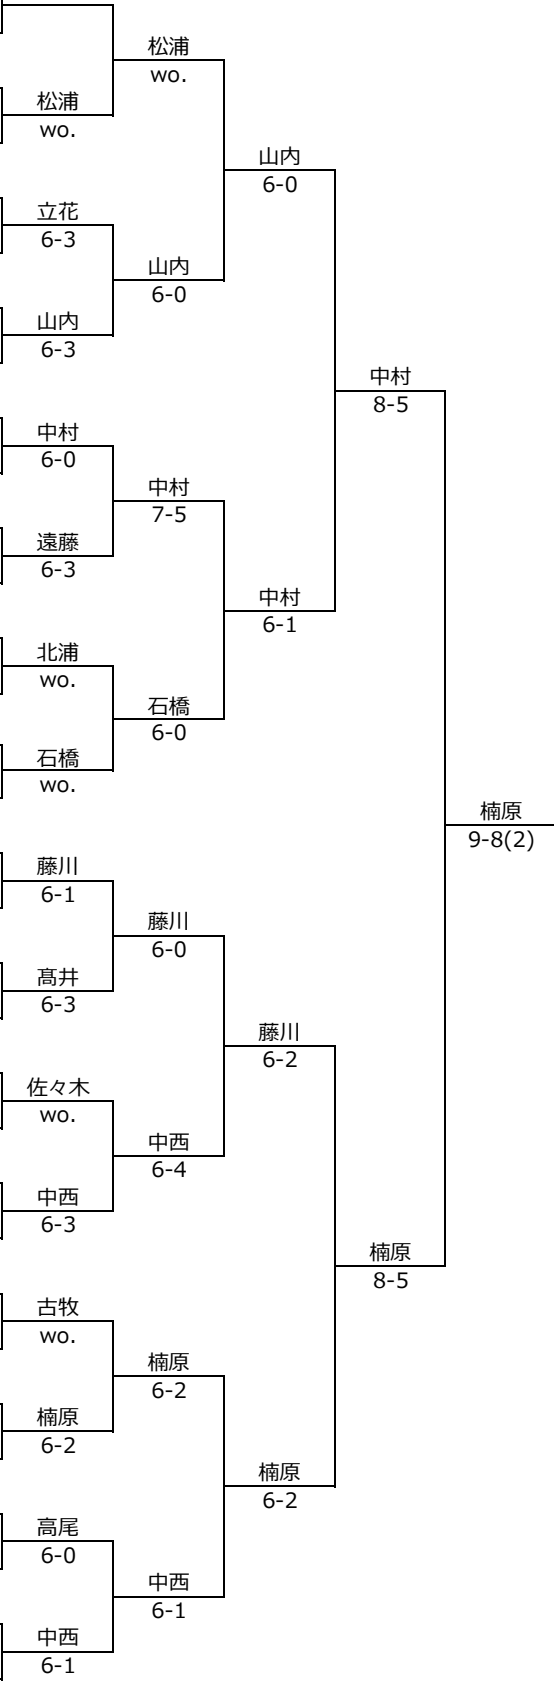 松浦
wo.
松浦
wo.
山内
6-0
立花
6-3
山内
6-0
山内
6-3
中村
8-5
中村
6-0
中村
7-5
遠藤
6-3
中村
6-1
北浦
wo.
石橋
6-0
石橋
wo.
楠原
9-8(2)
藤川
6-1
藤川
6-0
髙井
6-3
藤川
6-2
佐々木
wo.
中西
6-4
中西
6-3
楠原
8-5
古牧
wo.
楠原
6-2
楠原
6-2
楠原
6-2
高尾
6-0
中西
6-1
中西
6-1